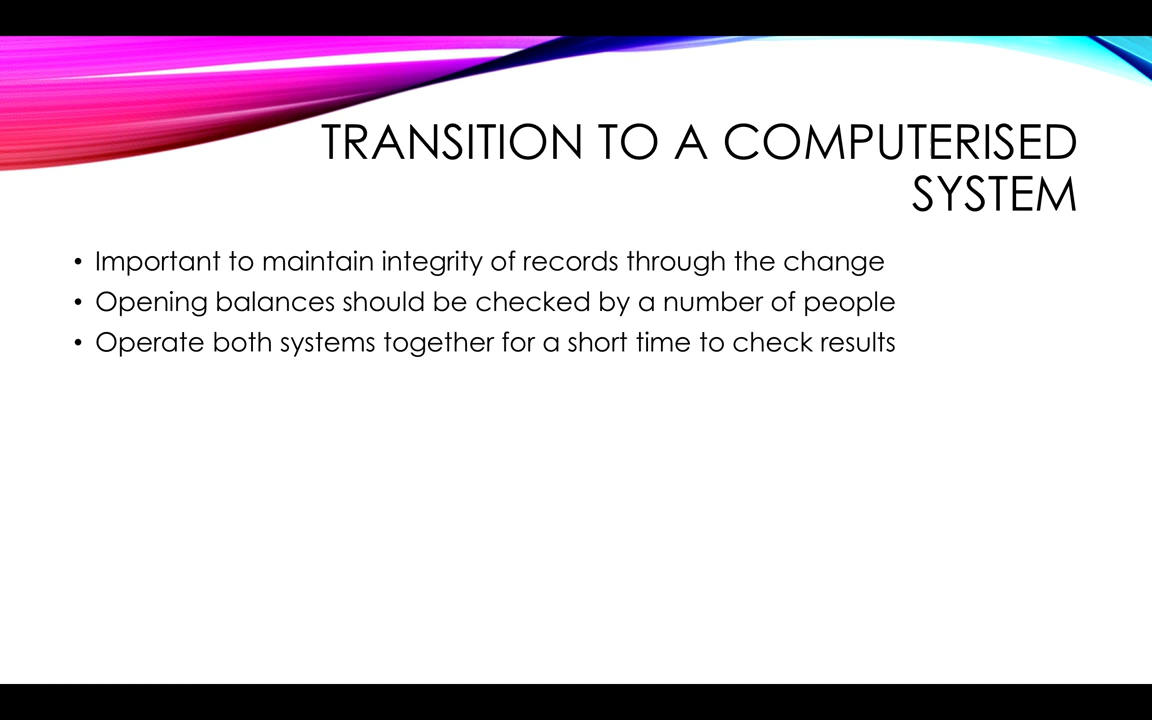 TRANSITION TO A COMPUTERISED
SYSTEM
• Important to maintain integrity of records through the change
• Opening balances should be checked by a number of people
• Operate both systems together for a short time to check results